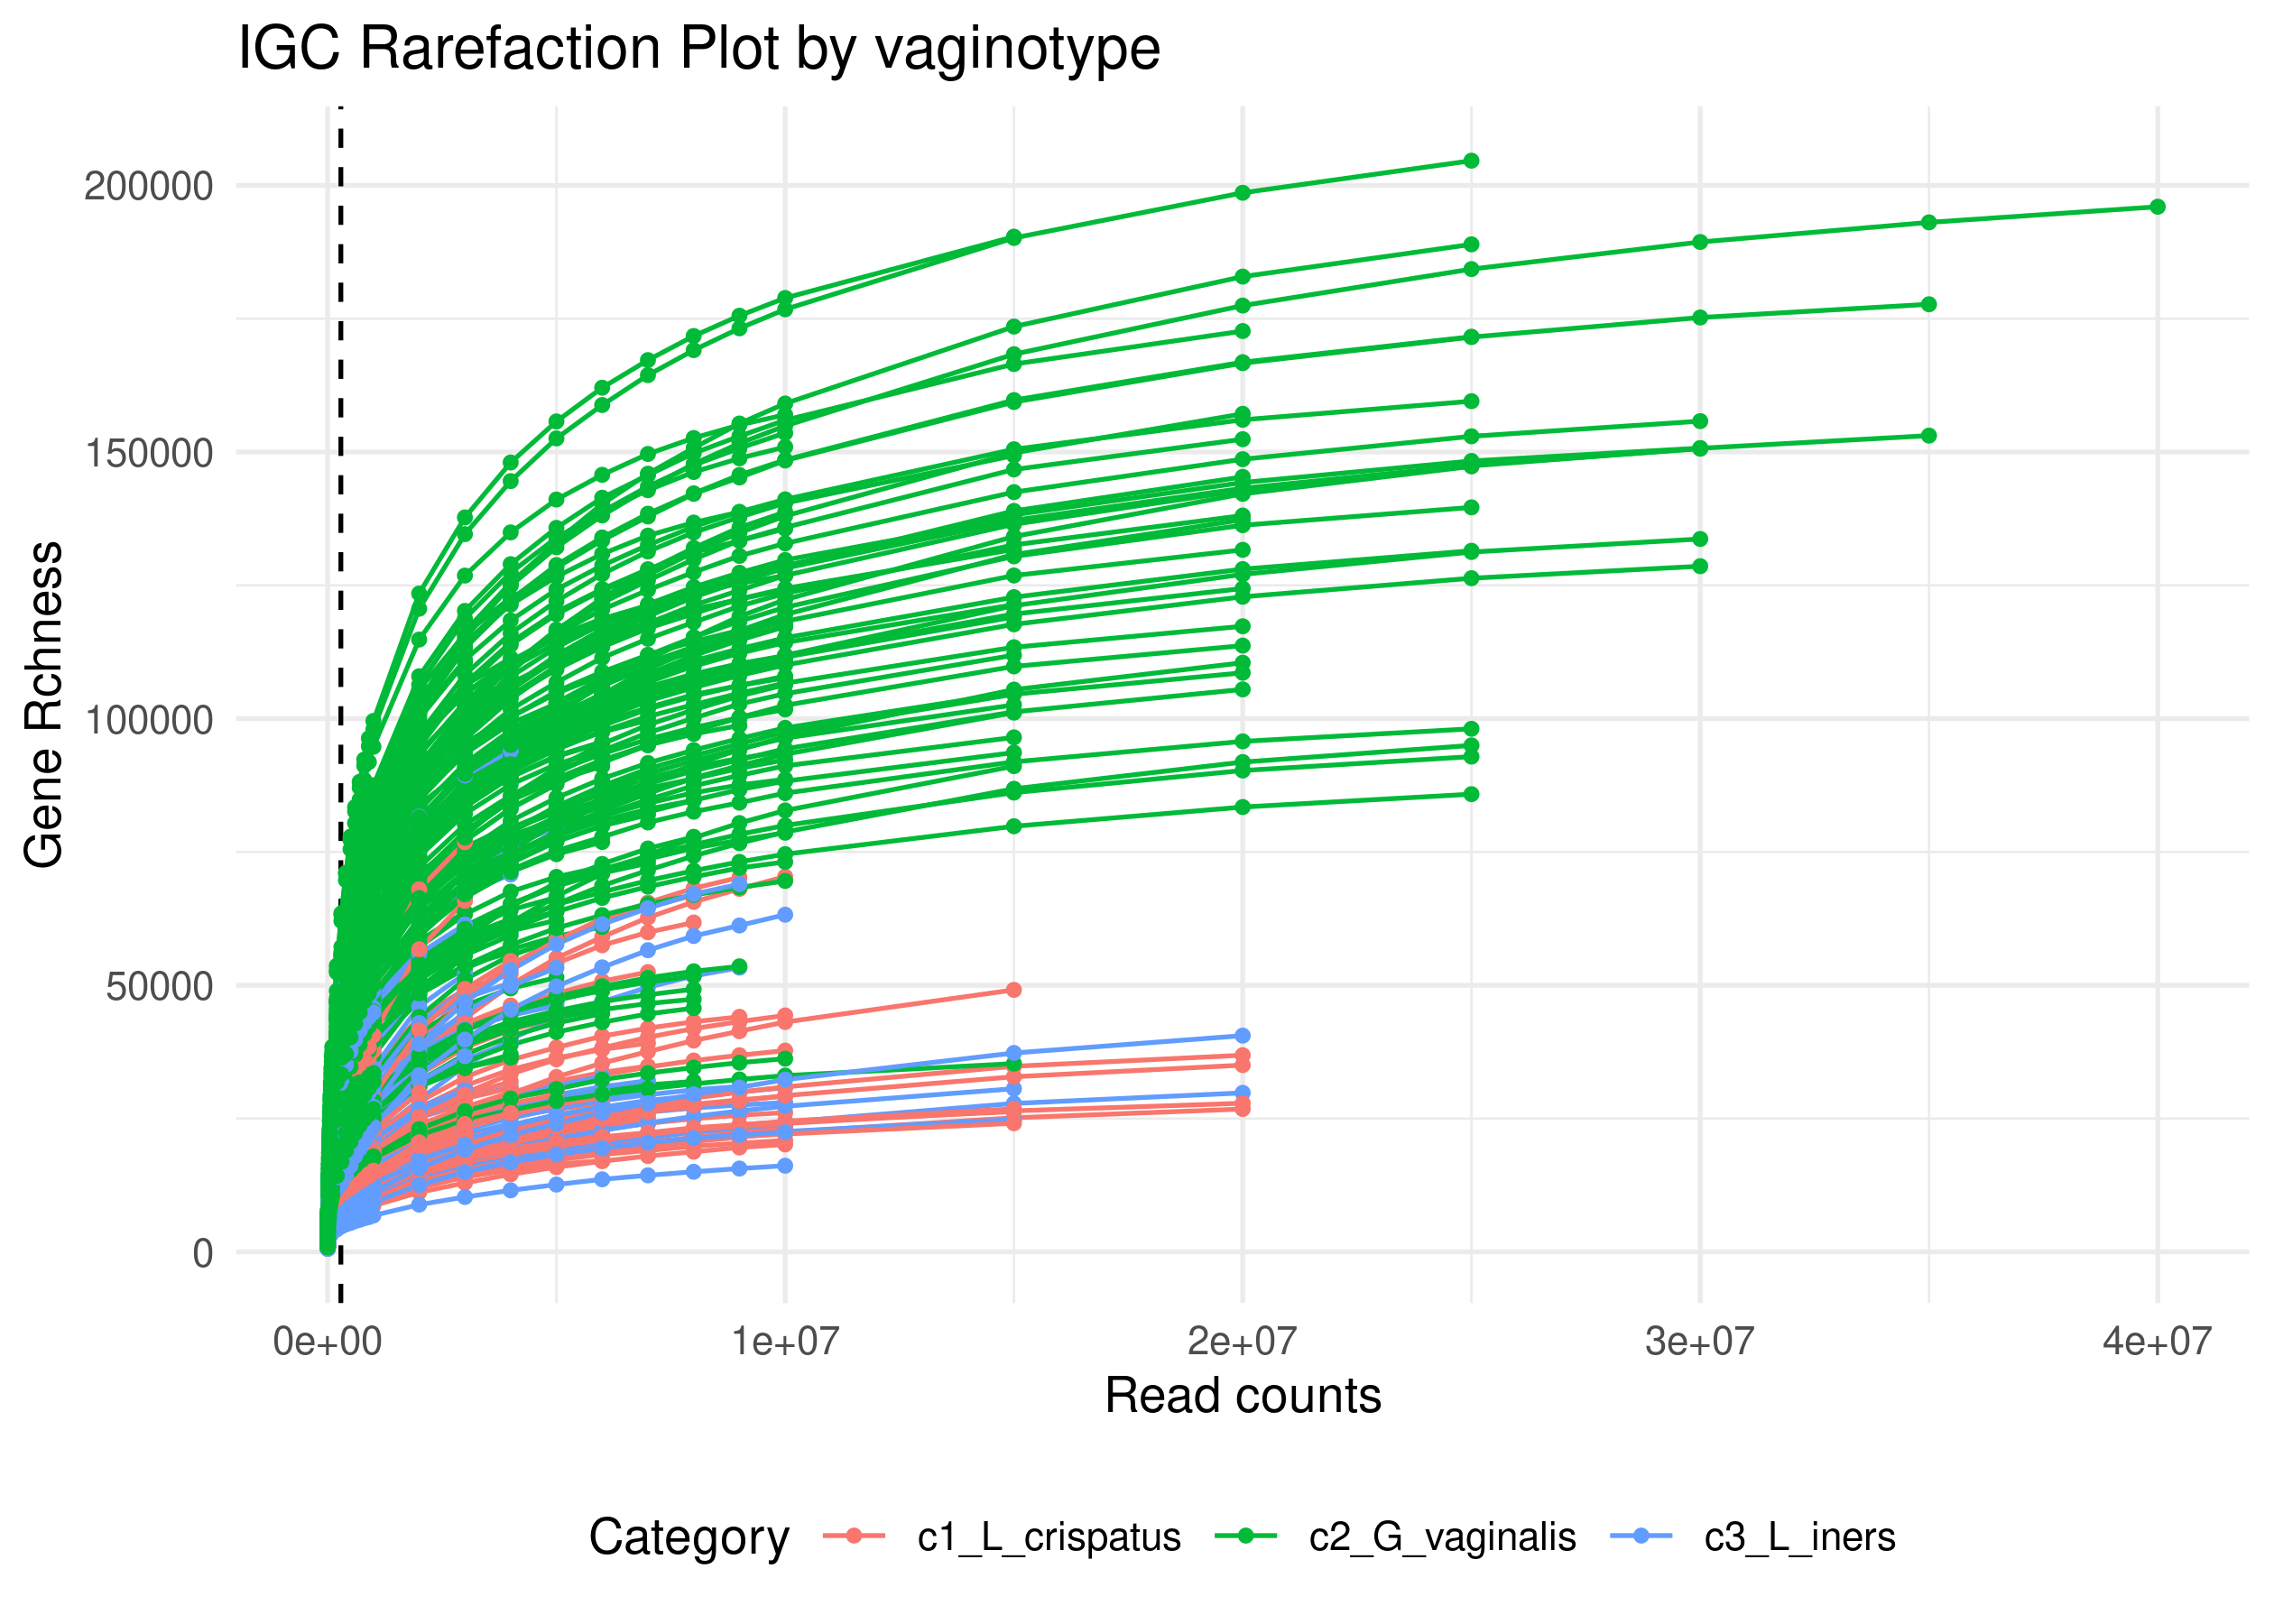 IGC Rarefaction Plot by vaginotype
Gene Rchness
200000
150000
100000
50000
0
0e+00 1e+07 2e+07 3e+07 4e+07
Read counts
Category c1_L_crispatus c2_G_vaginalis c3_L_iners